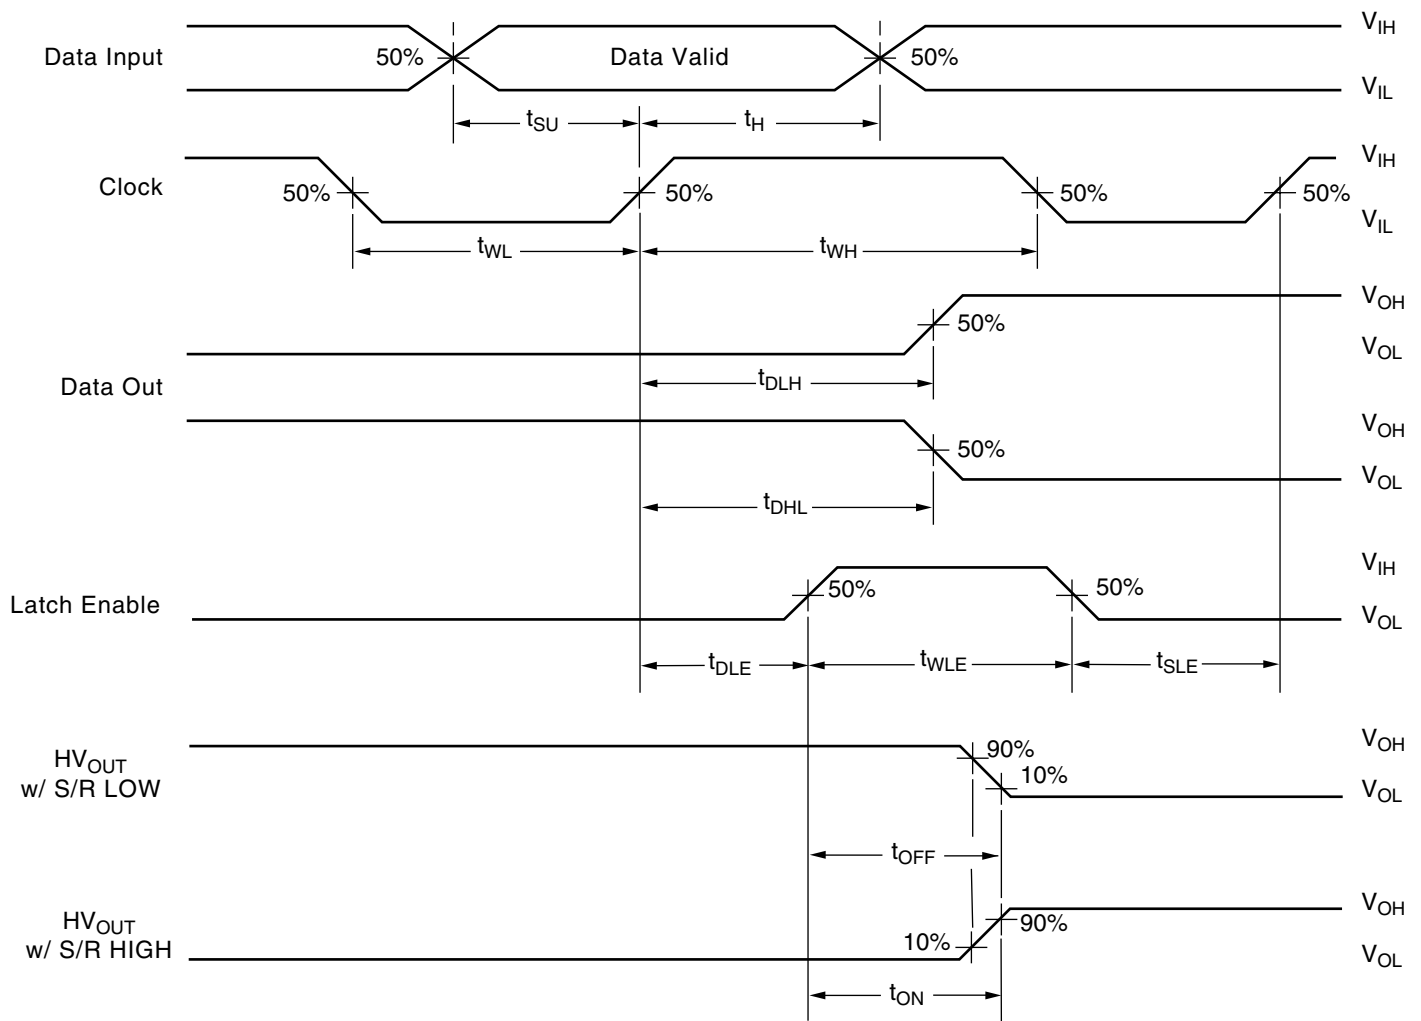 V_IH
Data Input 50% Data Valid 50%
V_IL
t_SU t_H
V_IH
Clock 50% 50% 50% 50%
V_IL
t_WL t_WH
V_OH
50%
V_OL
t_DLH
Data Out
V_OH
50%
V_OL
t_DHL
V_IH
50% 50%
Latch Enable
V_OL
t_DLE t_WLE t_SLE
V_OH
90%
HV_OUT
10%
w/ S/R LOW
V_OL
t_OFF
V_OH
HV_OUT
90%
10%
w/ S/R HIGH
V_OL
t_ON